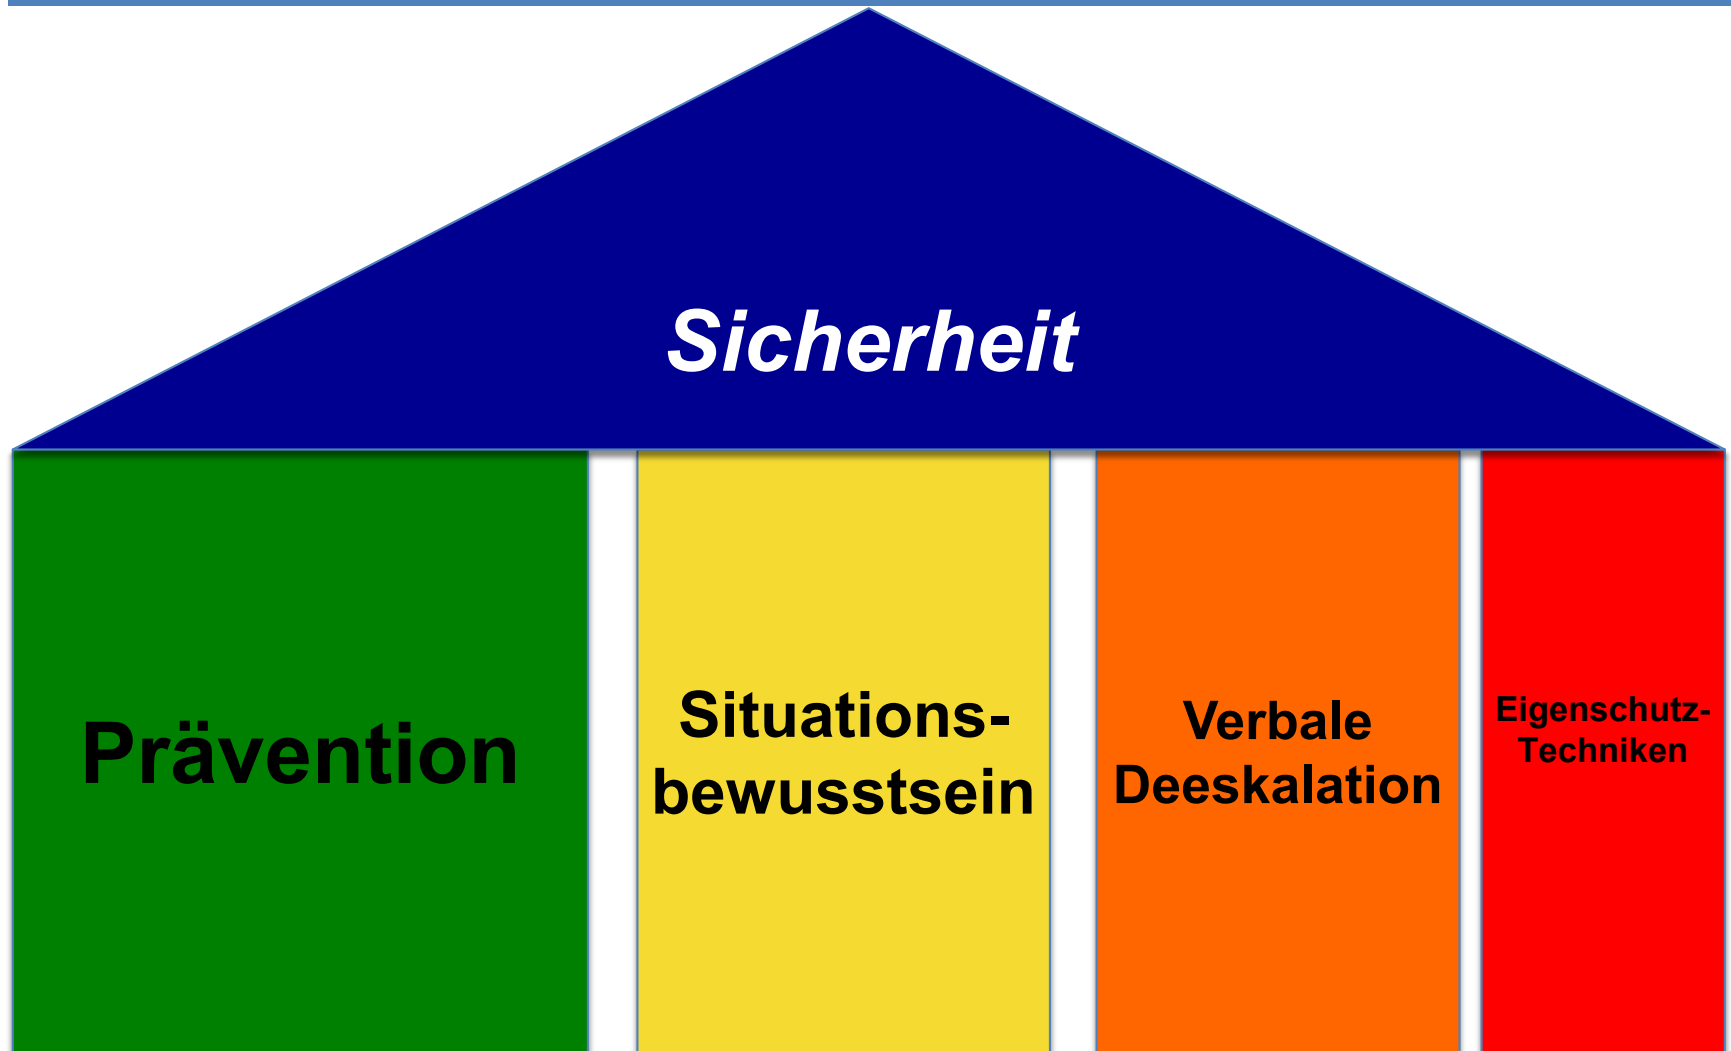 Sicherheit
Prävention
Situations-
bewusstsein
Verbale
Deeskalation
Eigenschutz-
Techniken